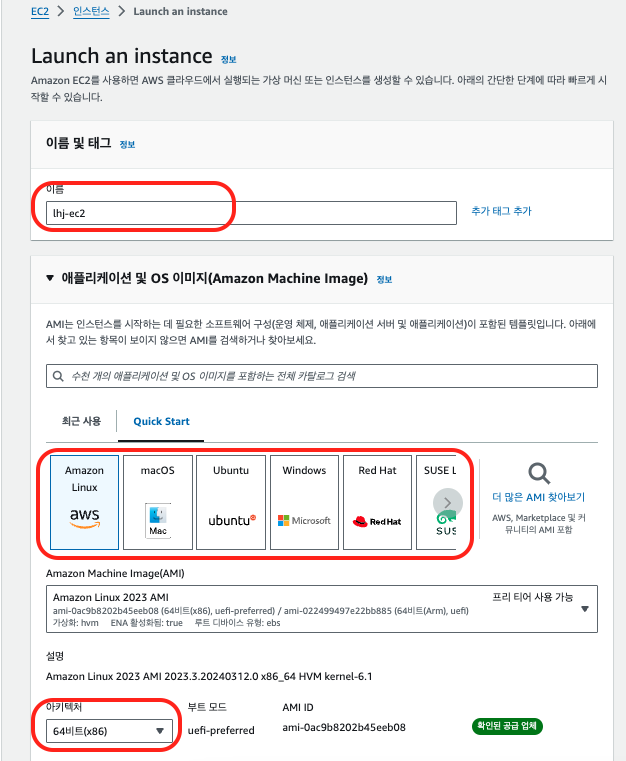 EC2 > 인스턴스 > Launch an instance
Launch an instance 정보
Amazon EC2를 사용하면 AWS 클라우드에서 실행되는 가상 머신 또는 인스턴스를 생성할 수 있습니다. 아래의 간단한 단계에 따라 빠르게 시
작할 수 있습니다.
이름 및 태그 정보
이름
lhj-ec2
추가 태그 추가
▼ 애플리케이션 및 OS 이미지(Amazon Machine Image) 정보
AMI는 인스턴스를 시작하는 데 필요한 소프트웨어 구성(운영 체제, 애플리케이션 서버 및 애플리케이션)이 포함된 템플릿입니다. 아래에
서 찾고 있는 항목이 보이지 않으면 AMI를 검색하거나 찾아보세요.
수천 개의 애플리케이션 및 OS 이미지를 포함하는 전체 카탈로그 검색
최근 사용 Quick Start
Amazon
Linux
aws
macOS
Mac
Ubuntu
ubuntu
Windows
Microsoft
Red Hat
Red Hat
SUSE L
SUS
더 많은 AMI 찾아보기
AWS, Marketplace 및 커
뮤니티의 AMI 포함
Amazon Machine Image(AMI)
Amazon Linux 2023 AMI 프리 티어 사용 가능
ami-0ac9b8202b45eeb08 (64비트(x86), uefi-preferred) / ami-022499497e22bb885 (64비트(Arm), uefi)
가상화: hvm ENA 활성화됨: true 루트 디바이스 유형: ebs
설명
Amazon Linux 2023 AMI 2023.3.20240312.0 x86_64 HVM kernel-6.1
아키텍처 부트 모드 AMI ID
64비트(x86) uefi-preferred ami-0ac9b8202b45eeb08 확인된 공급 업체